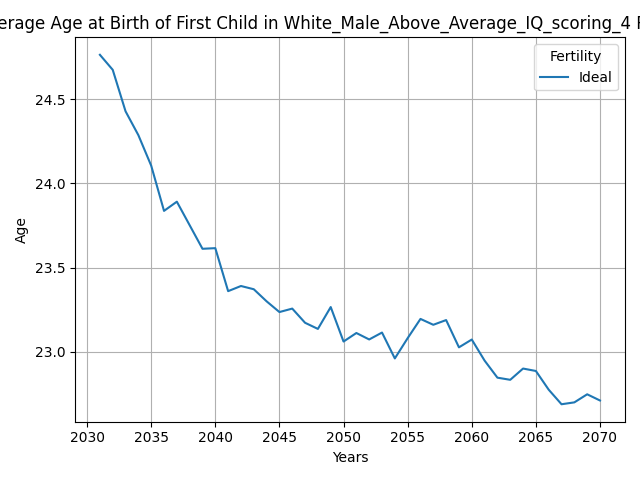 erage Age at Birth of First Child in White_Male_Above_Average_IQ_scoring_4
Fertility
Ideal
24.5
24.0
23.5
23.0
Age
2030 2035 2040 2045 2050 2055 2060 2065 2070
Years